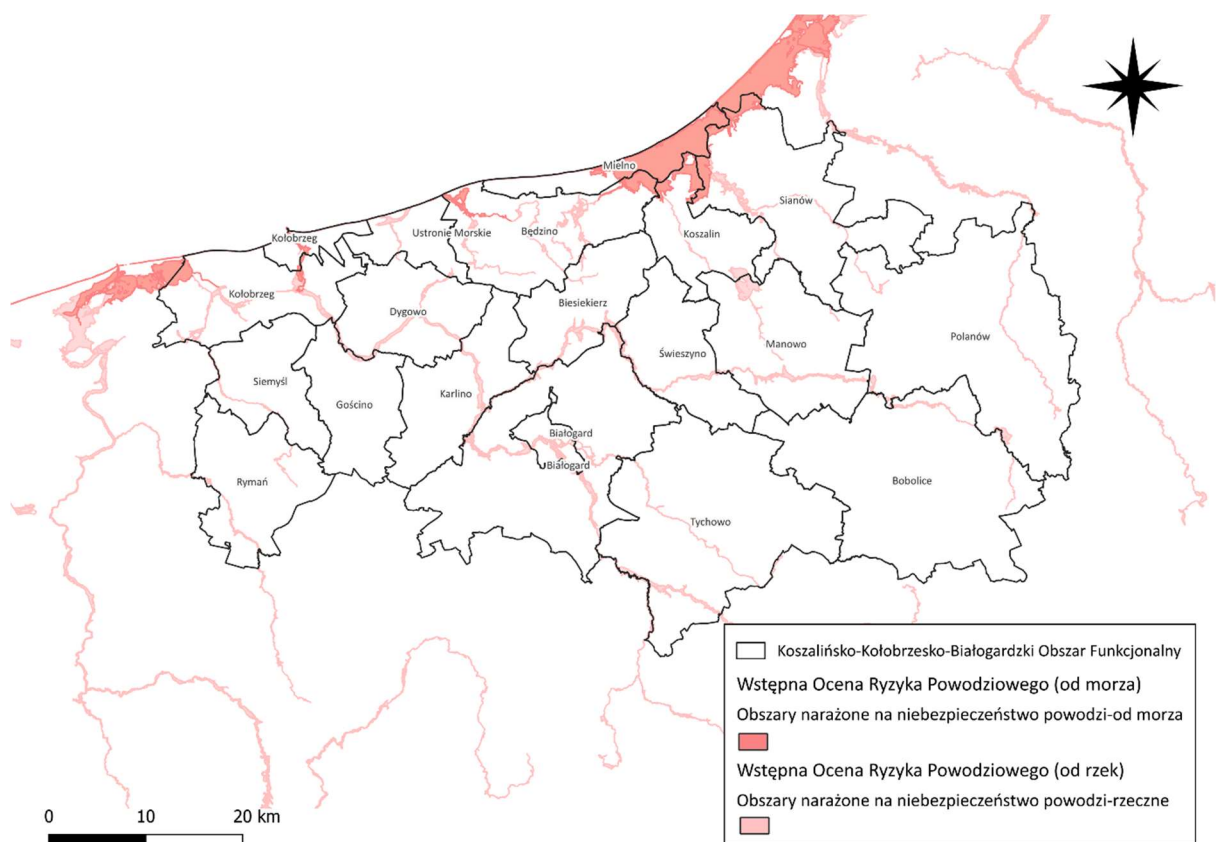 Mielno
Sianów
Kołobrzeg
Ustronie Morskie
Będzino
Koszalin
Kołobrzeg
Dygowo
Biesiekierz
Polanów
Manowo
Świeszyno
Siemyśl
Gościno
Karlino
Białogard
Białogard
Rymań
Bobolice
Tychowo
Koszalińsko-Kołobrzesko-Białogardzki Obszar Funkcjonalny
Wstępna Ocena Ryzyka Powodziowego (od morza)
Obszary narażone na niebezpieczeństwo powodzi-od morza
Wstępna Ocena Ryzyka Powodziowego (od rzek)
Obszary narażone na niebezpieczeństwo powodzi-rzeczne
0 10 20 km